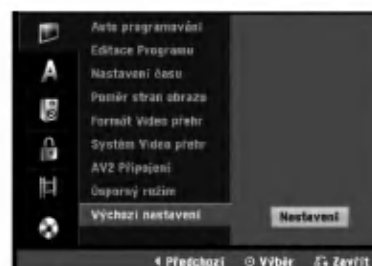 Auto programování
Editace Programu
Nastavení času
Poměr stran obrazu
Formát Video přehr
Systém Video přehr
AV2 Připojení
Úsporný režim
Výchozí nastavení
Nastavení
Předchozí Výběr Zavřít